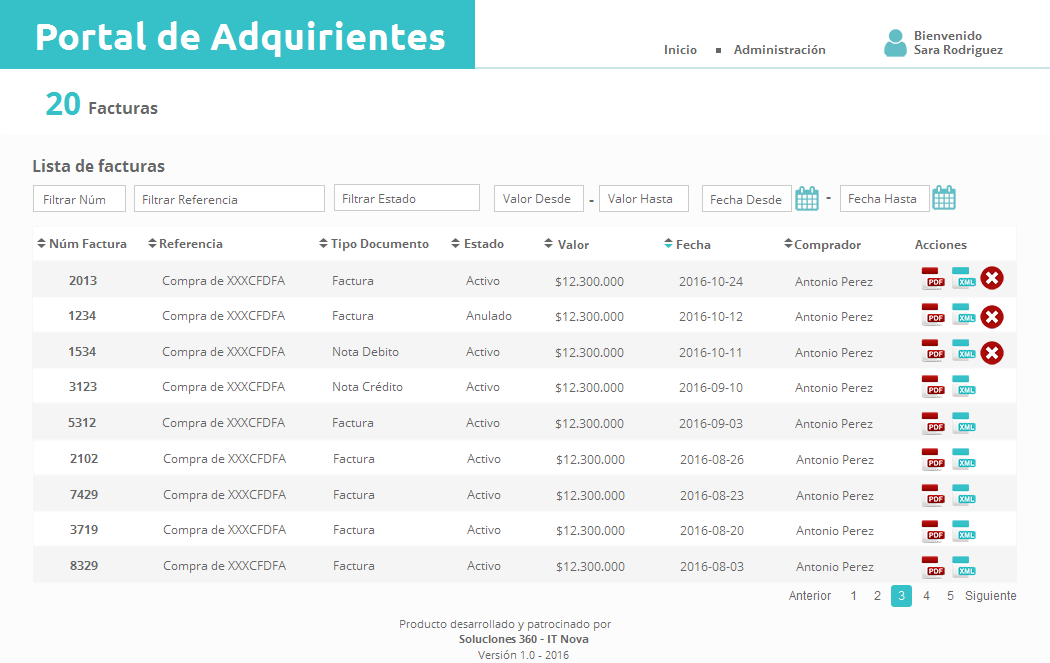 Portal de Adquirientes
Inicio ▪ Administración
Bienvenido
Sara Rodriguez
20 Facturas
Lista de facturas
Filtrar Núm Filtrar Referencia Filtrar Estado Valor Desde - Valor Hasta Fecha Desde - Fecha Hasta
Núm Factura Referencia Tipo Documento Estado Valor Fecha Comprador Acciones
2013 Compra de XXXCFDFA Factura Activo $12.300.000 2016-10-24 Antonio Perez PDF XML
1234 Compra de XXXCFDFA Factura Anulado $12.300.000 2016-10-12 Antonio Perez PDF XML
1534 Compra de XXXCFDFA Nota Debito Activo $12.300.000 2016-10-11 Antonio Perez PDF XML
3123 Compra de XXXCFDFA Nota Crédito Activo $12.300.000 2016-09-10 Antonio Perez PDF XML
5312 Compra de XXXCFDFA Factura Activo $12.300.000 2016-09-03 Antonio Perez PDF XML
2102 Compra de XXXCFDFA Factura Activo $12.300.000 2016-08-26 Antonio Perez PDF XML
7429 Compra de XXXCFDFA Factura Activo $12.300.000 2016-08-23 Antonio Perez PDF XML
3719 Compra de XXXCFDFA Factura Activo $12.300.000 2016-08-20 Antonio Perez PDF XML
8329 Compra de XXXCFDFA Factura Activo $12.300.000 2016-08-03 Antonio Perez PDF XML
Anterior 1 2 3 4 5 Siguiente
Producto desarrollado y patrocinado por
Soluciones 360 - IT Nova
Versión 1.0 - 2016